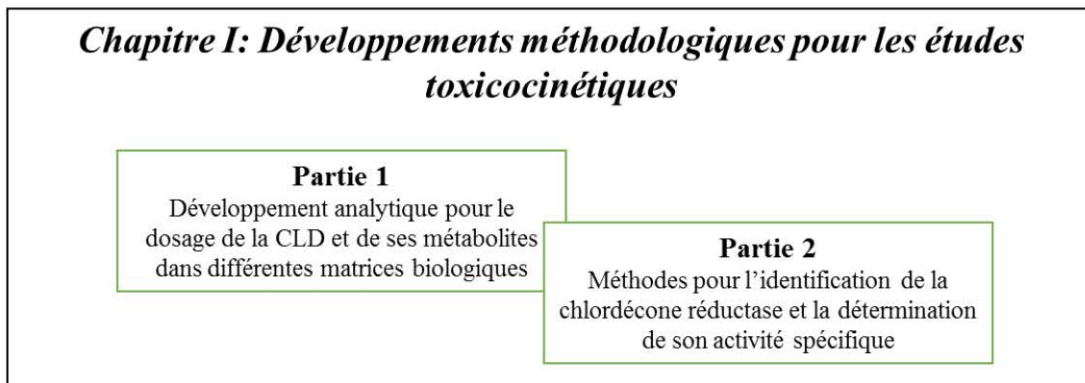 Chapitre I: Développements méthodologiques pour les études
toxicocinétiques
Partie 1
Développement analytique pour le
dosage de la CLD et de ses métabolites
dans différentes matrices biologiques
Partie 2
Méthodes pour l’identification de la
chlordécone réductase et la détermination
de son activité spécifique